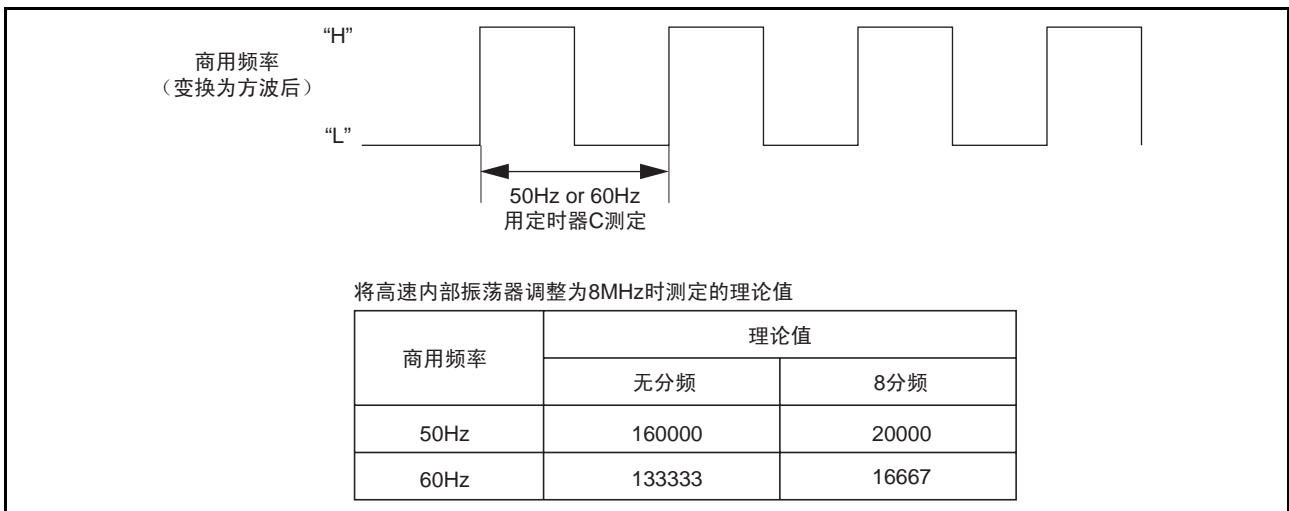 “H”
商用频率
（变换为方波后）
“L”
50Hz or 60Hz
用定时器C测定
将高速内部振荡器调整为8MHz时测定的理论值
商用频率
理论值
无分频
8分频
50Hz
160000
20000
60Hz
133333
16667